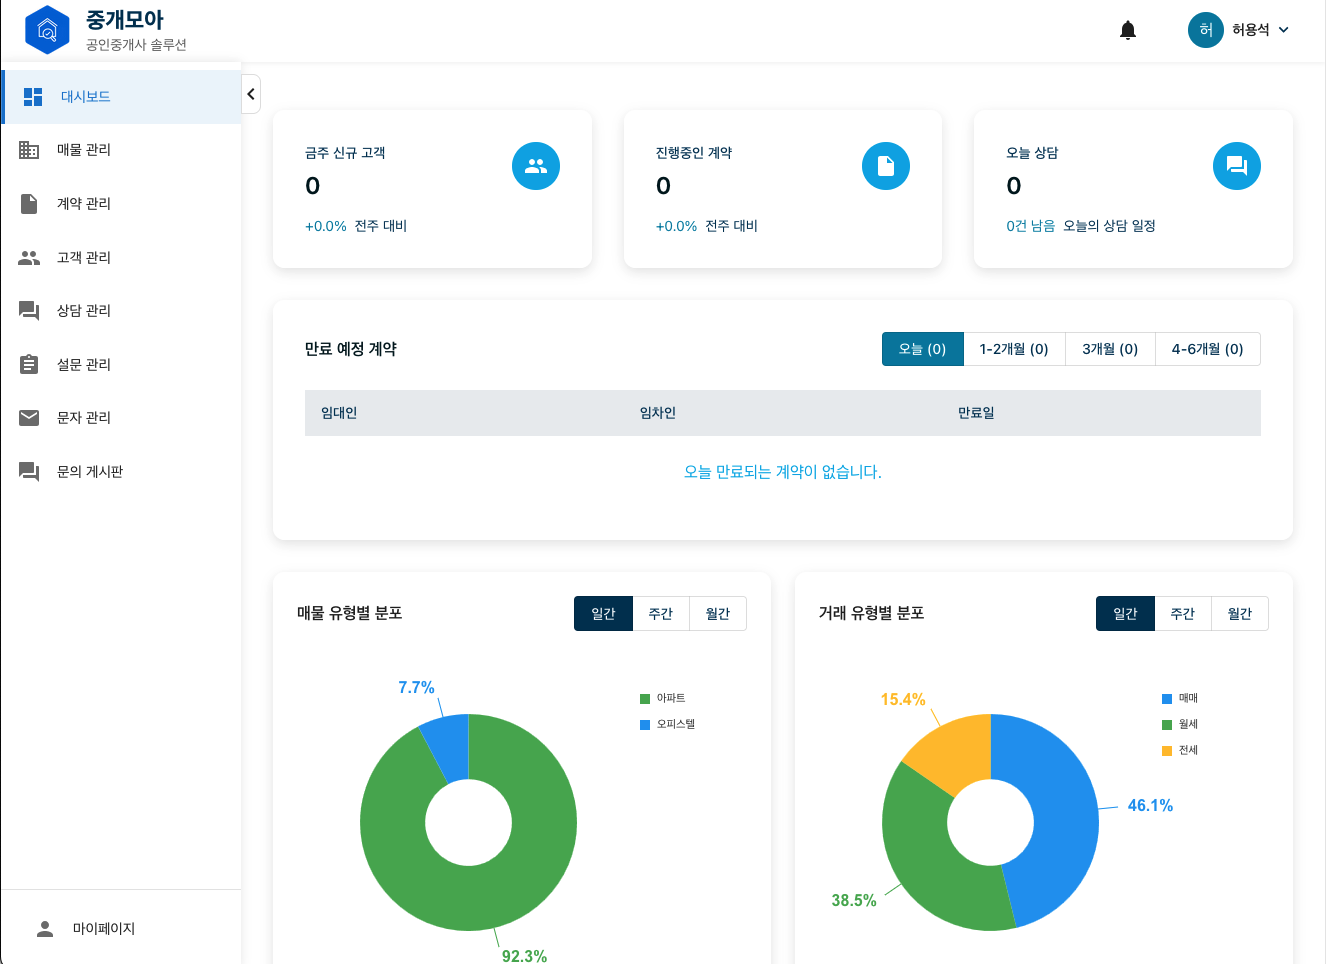 중개모아
공인중개사 솔루션
허
허용석
대시보드
매물 관리
계약 관리
고객 관리
상담 관리
설문 관리
문자 관리
문의 게시판
마이페이지
금주 신규 고객
0
+0.0% 전주 대비
진행중인 계약
0
+0.0% 전주 대비
오늘 상담
0
0건 남음 오늘의 상담 일정
만료 예정 계약
오늘 (0)
1-2개월 (0)
3개월 (0)
4-6개월 (0)
임대인
임차인
만료일
오늘 만료되는 계약이 없습니다.
매물 유형별 분포
일간
주간
월간
7.7%
92.3%
아파트
오피스텔
거래 유형별 분포
일간
주간
월간
15.4%
46.1%
38.5%
매매
월세
전세